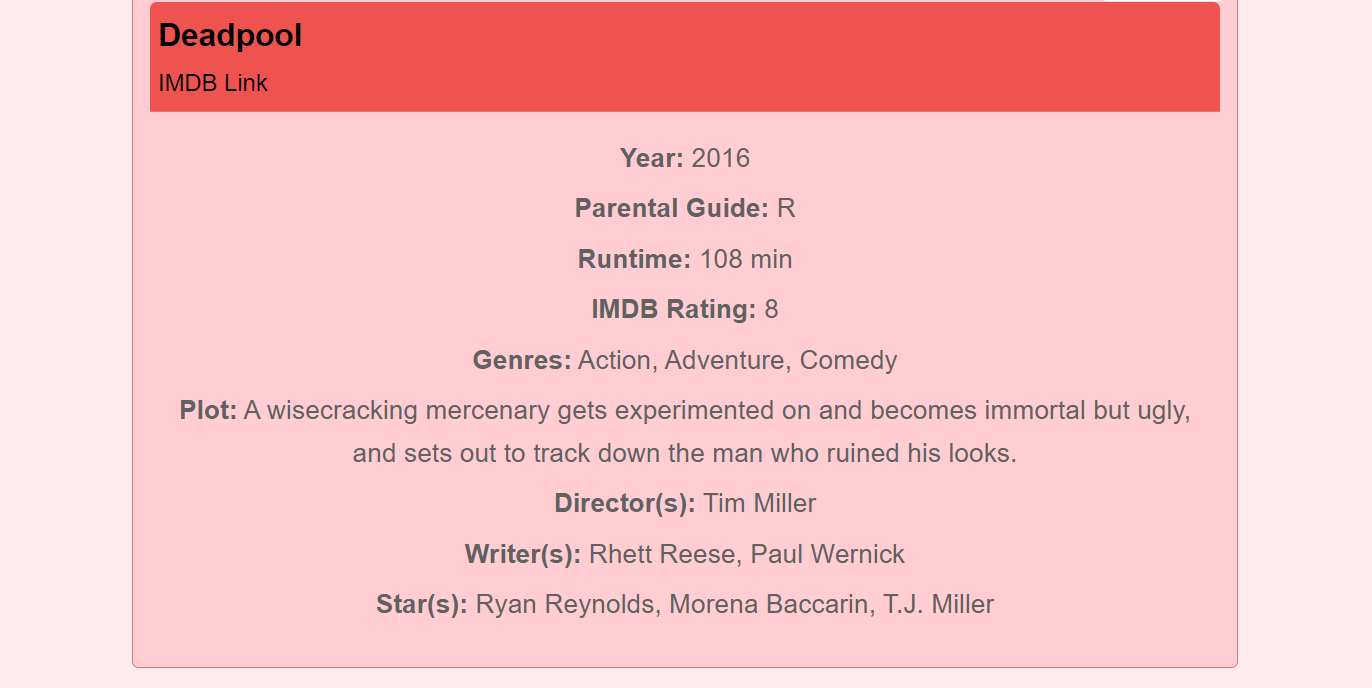 Deadpool
IMDB Link
Year: 2016
Parental Guide: R
Runtime: 108 min
IMDB Rating: 8
Genres: Action, Adventure, Comedy
Plot: A wisecracking mercenary gets experimented on and becomes immortal but ugly,
and sets out to track down the man who ruined his looks.
Director(s): Tim Miller
Writer(s): Rhett Reese, Paul Wernick
Star(s): Ryan Reynolds, Morena Baccarin, T.J. Miller